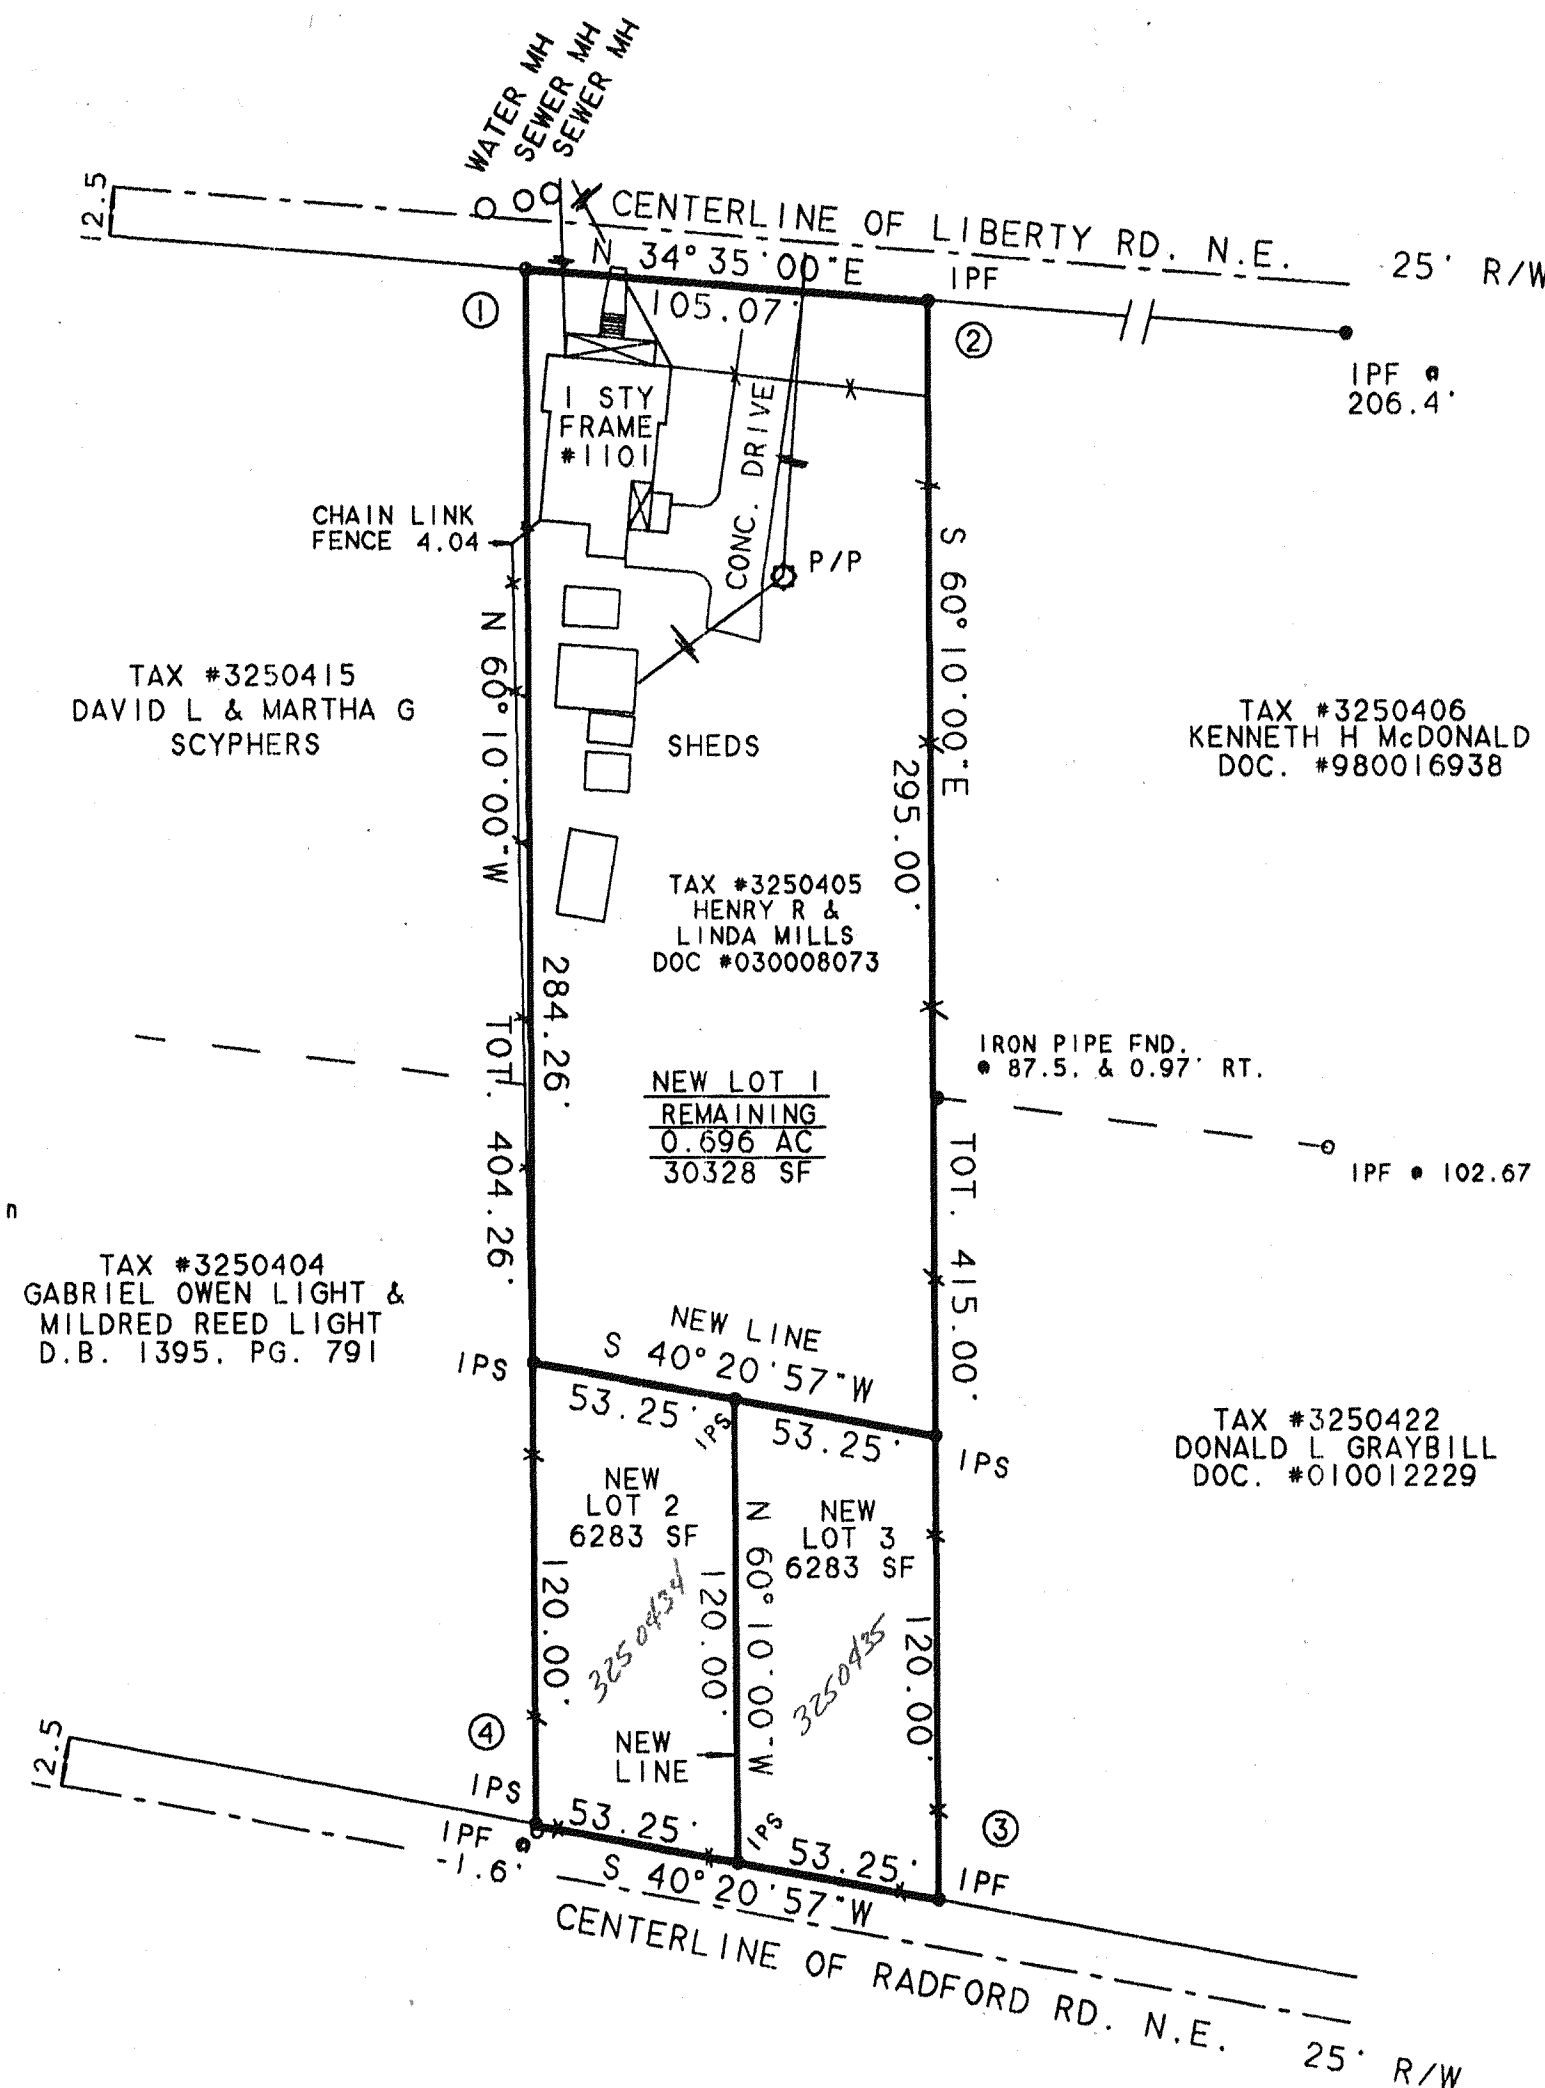 WATER MH
SEWER MH
SEWER MH
12.5
CENTERLINE OF LIBERTY RD. N.E.
25' R/W
N 34° 35' 00" E
105.07'
IPF
1
2
IPF @
206.4'
1 STY
FRAME
#1101
CONC. DRIVE
P/P
CHAIN LINK
FENCE 4.04
N 60° 10' 00" W
S 60° 10' 00" E
295.00'
TAX #3250415
DAVID L & MARTHA G
SCYPHERS
SHEDS
TAX #3250406
KENNETH H McDONALD
DOC. #980016938
TAX #3250405
HENRY R &
LINDA MILLS
DOC #030008073
284.26'
TOT. 404.26'
IRON PIPE FND.
@ 87.5. & 0.97' RT.
NEW LOT 1
REMAINING
0.696 AC
30328 SF
TOT. 415.00'
IPF @ 102.67
n
TAX #3250404
GABRIEL OWEN LIGHT &
MILDRED REED LIGHT
D.B. 1395, PG. 791
NEW LINE
S 40° 20' 57" W
IPS
53.25'
IPS
53.25'
IPS
TAX #3250422
DONALD L GRAYBILL
DOC. #010012229
NEW
LOT 2
6283 SF
NEW
LOT 3
6283 SF
N 60° 10' 00" W
120.00'
120.00'
120.00'
3250434
3250435
NEW
LINE
4
IPS
12.5
IPF @
-1.6'
53.25'
IPS
53.25'
3
IPF
S 40° 20' 57" W
CENTERLINE OF RADFORD RD. N.E.
25' R/W